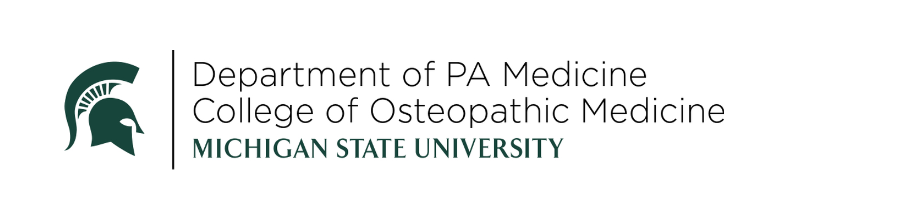 Department of PA Medicine
College of Osteopathic Medicine
MICHIGAN STATE UNIVERSITY